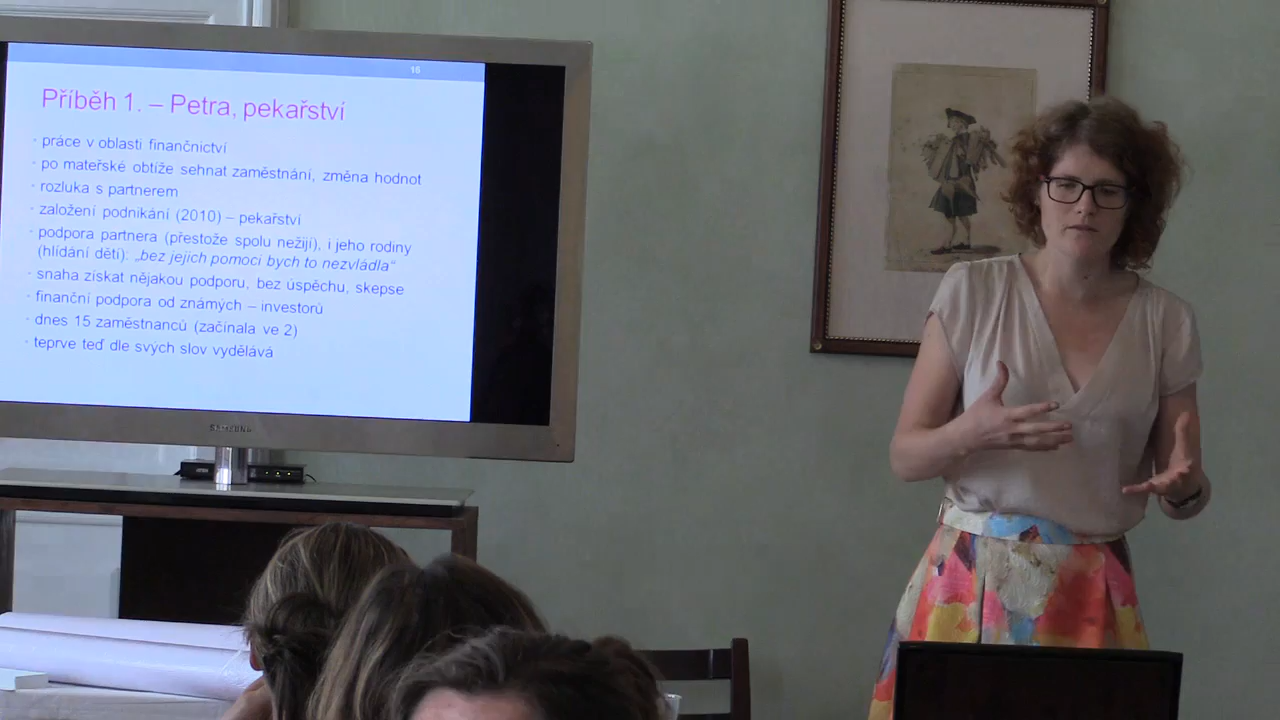 16
Příběh 1. – Petra, pekařství
práce v oblasti finančnictví
po mateřské obtíže sehnat zaměstnání, změna hodnot
rozluka s partnerem
založení podnikání (2010) – pekařství
podpora partnera (přestože spolu nežijí), i jeho rodiny
(hlídání dětí): „bez jejich pomoci bych to nezvládla“
snaha získat nějakou podporu, bez úspěchu, skepse
finanční podpora od známých – investorů
dnes 15 zaměstnanců (začínala ve 2)
teprve teď dle svých slov vydělává
SAMSUNG